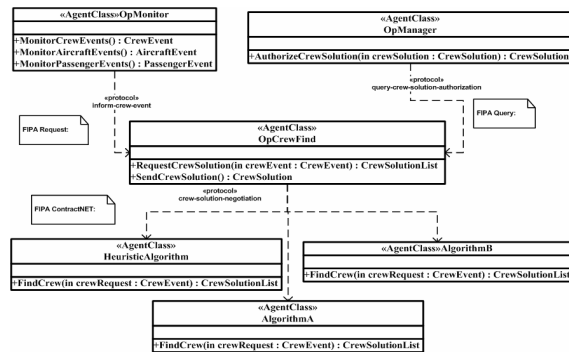 «AgentClass»OpMonitor
+MonitorCrewEvents() : CrewEvent
+MonitorAircraftEvents() : AircraftEvent
+MonitorPassengerEvents() : PassengerEvent
«AgentClass»
OpManager
+AuthorizeCrewSolution(in crewSolution : CrewSolution) : CrewSolution
«protocol»
inform-crew-event
«protocol»
query-crew-solution-authorization
FIPA Request:
FIPA Query:
«AgentClass»
OpCrewFind
+RequestCrewSolution(in crewEvent : CrewEvent) : CrewSolutionList
+SendCrewSolution() : CrewSolution
«protocol»
crew-solution-negotiation
FIPA ContractNET:
«AgentClass»
HeuristicAlgorithm
+FindCrew(in crewRequest : CrewEvent) : CrewSolutionList
«AgentClass»AlgorithmB
+FindCrew(in crewRequest : CrewEvent) : CrewSolutionList
«AgentClass»
AlgorithmA
+FindCrew(in crewRequest : CrewEvent) : CrewSolutionList